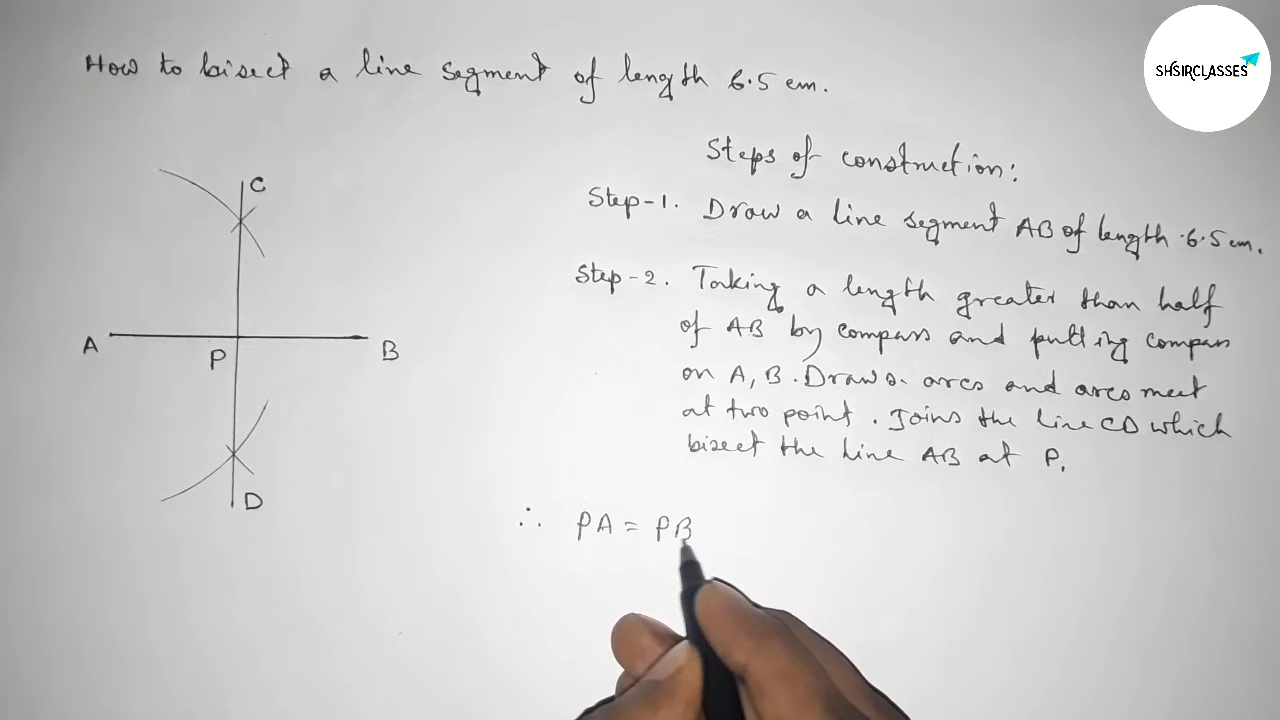 How to bisect a line segment of length 6.5 cm.
SHSIRCLASSES
Steps of construction:
Step-1. Draw a line segment AB of length 6.5 cm.
Step-2. Taking a length greater than half
of AB by compass and putting compass
on A, B. Draw arcs and arcs meet
at two point. Joins the line CD which
bisect the line AB at P.
∴ PA = PB
C
A
P
B
D